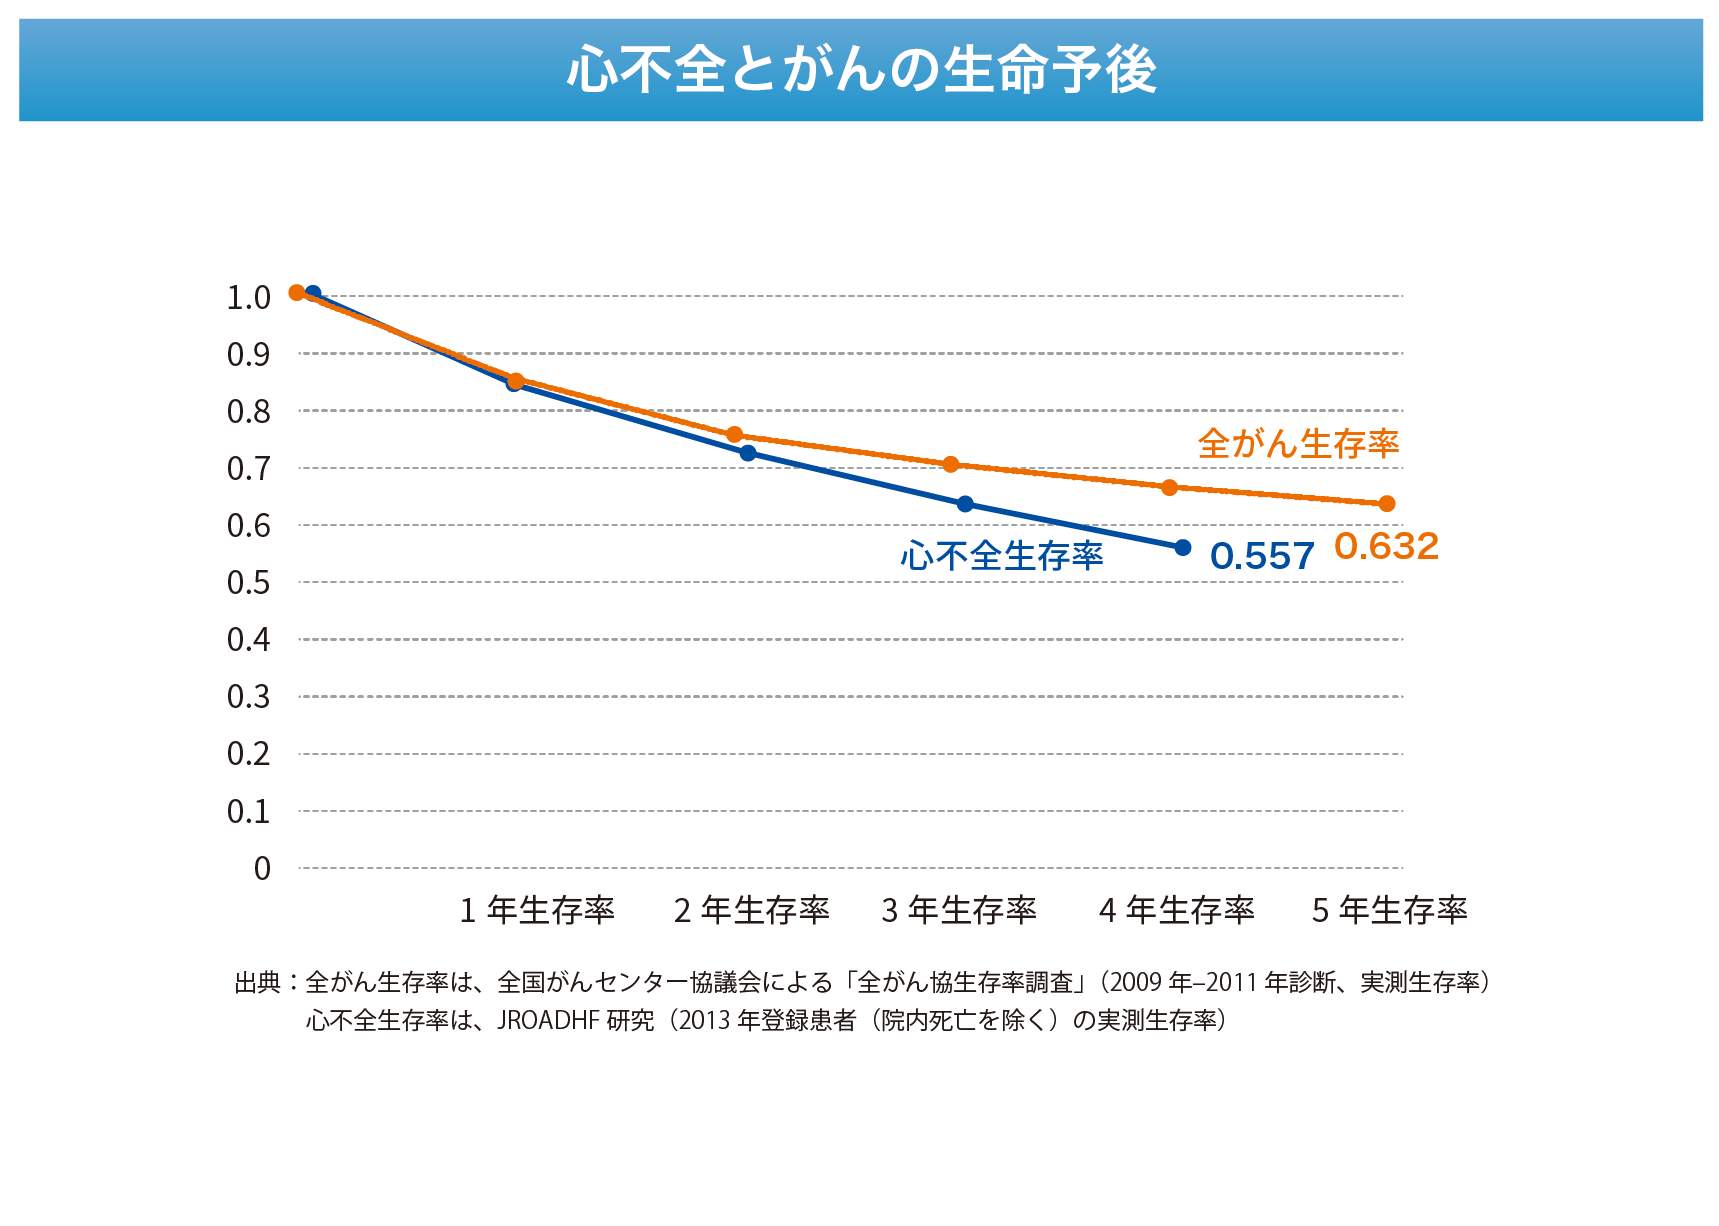 心不全とがんの生命予後
1.0
0.9
0.8
全がん生存率
0.7
0.6
心不全生存率
0.557
0.632
0.5
0.4
0.3
0.2
0.1
0
1 年生存率
2 年生存率
3 年生存率
4 年生存率
5 年生存率
出典：全がん生存率は、全国がんセンター協議会による「全がん協生存率調査」（2009 年–2011 年診断、実測生存率）
心不全生存率は、JROADHF 研究（2013 年登録患者（院内死亡を除く）の実測生存率）